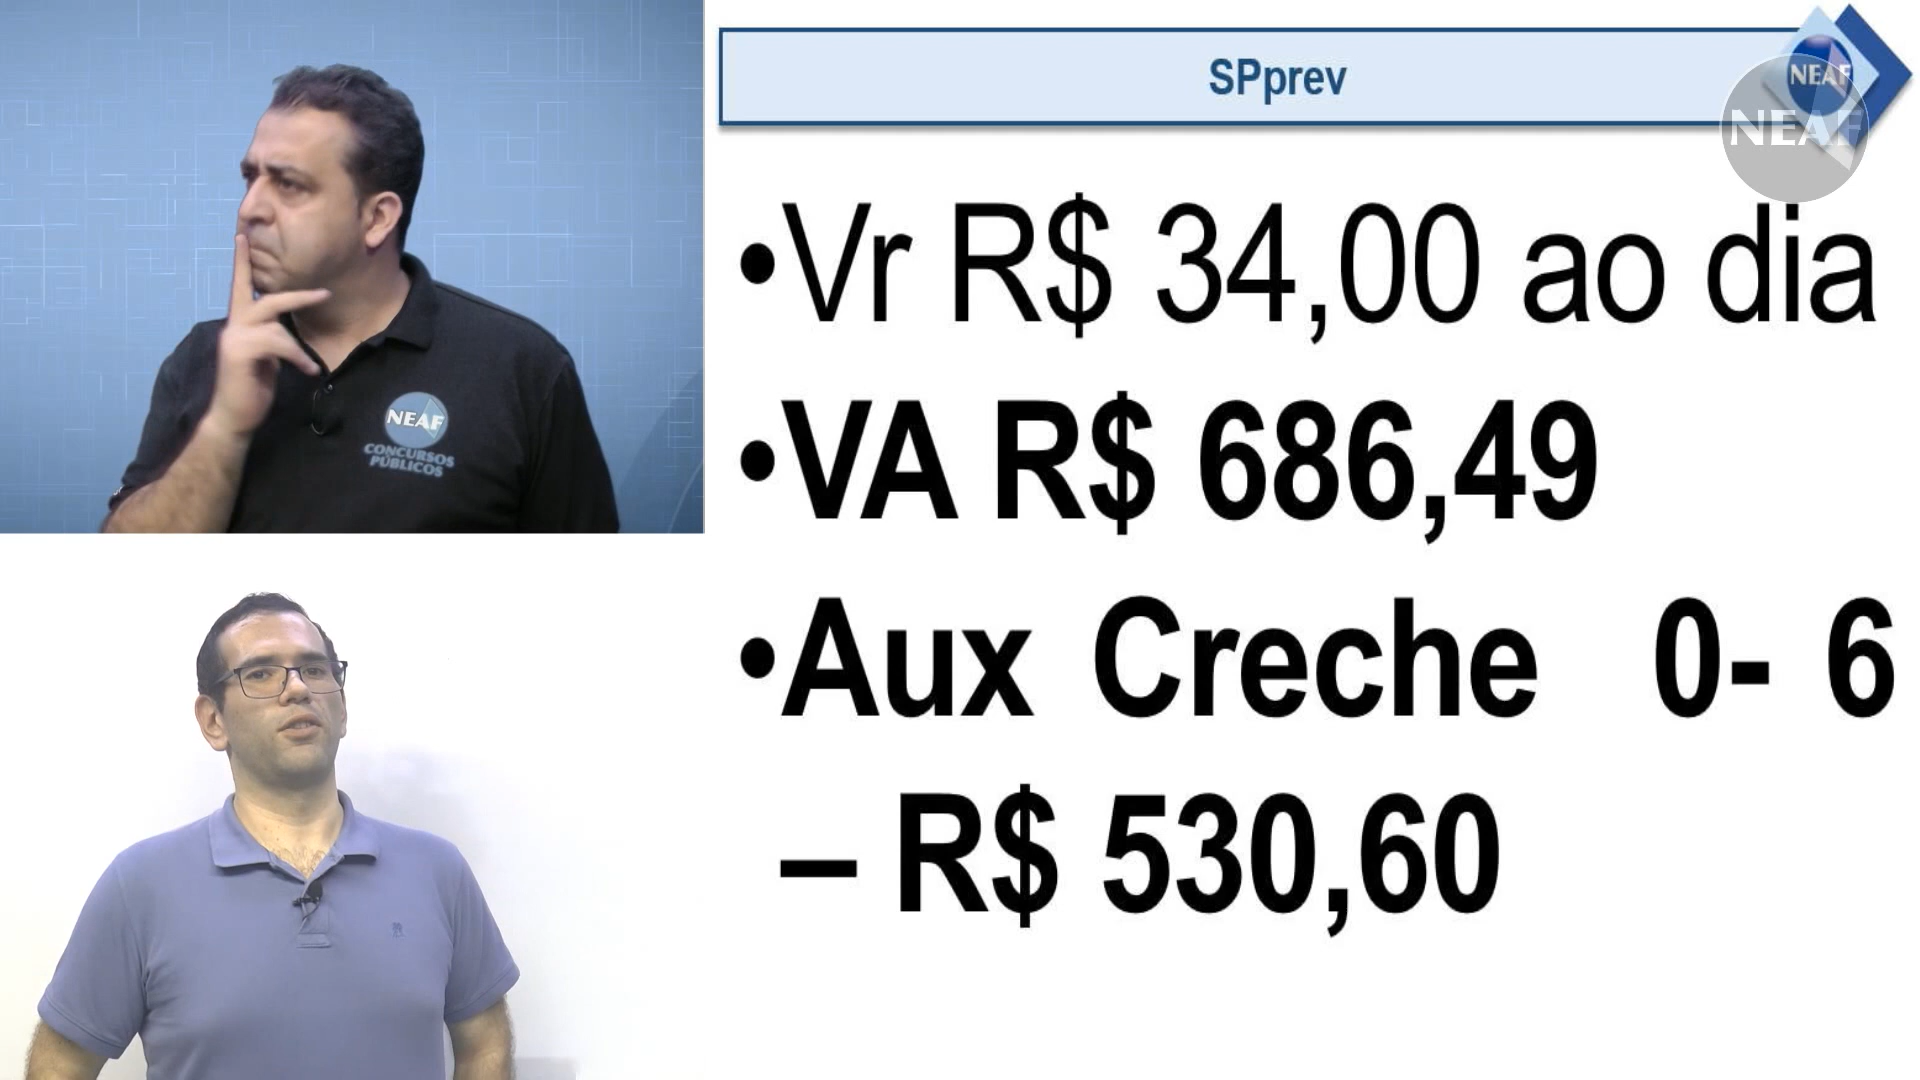 SPprev
NEAF
NEAF
•Vr R$ 34,00 ao dia
•VA R$ 686,49
•Aux Creche 0- 6
– R$ 530,60
NEAF
CONCURSOS
PÚBLICOS